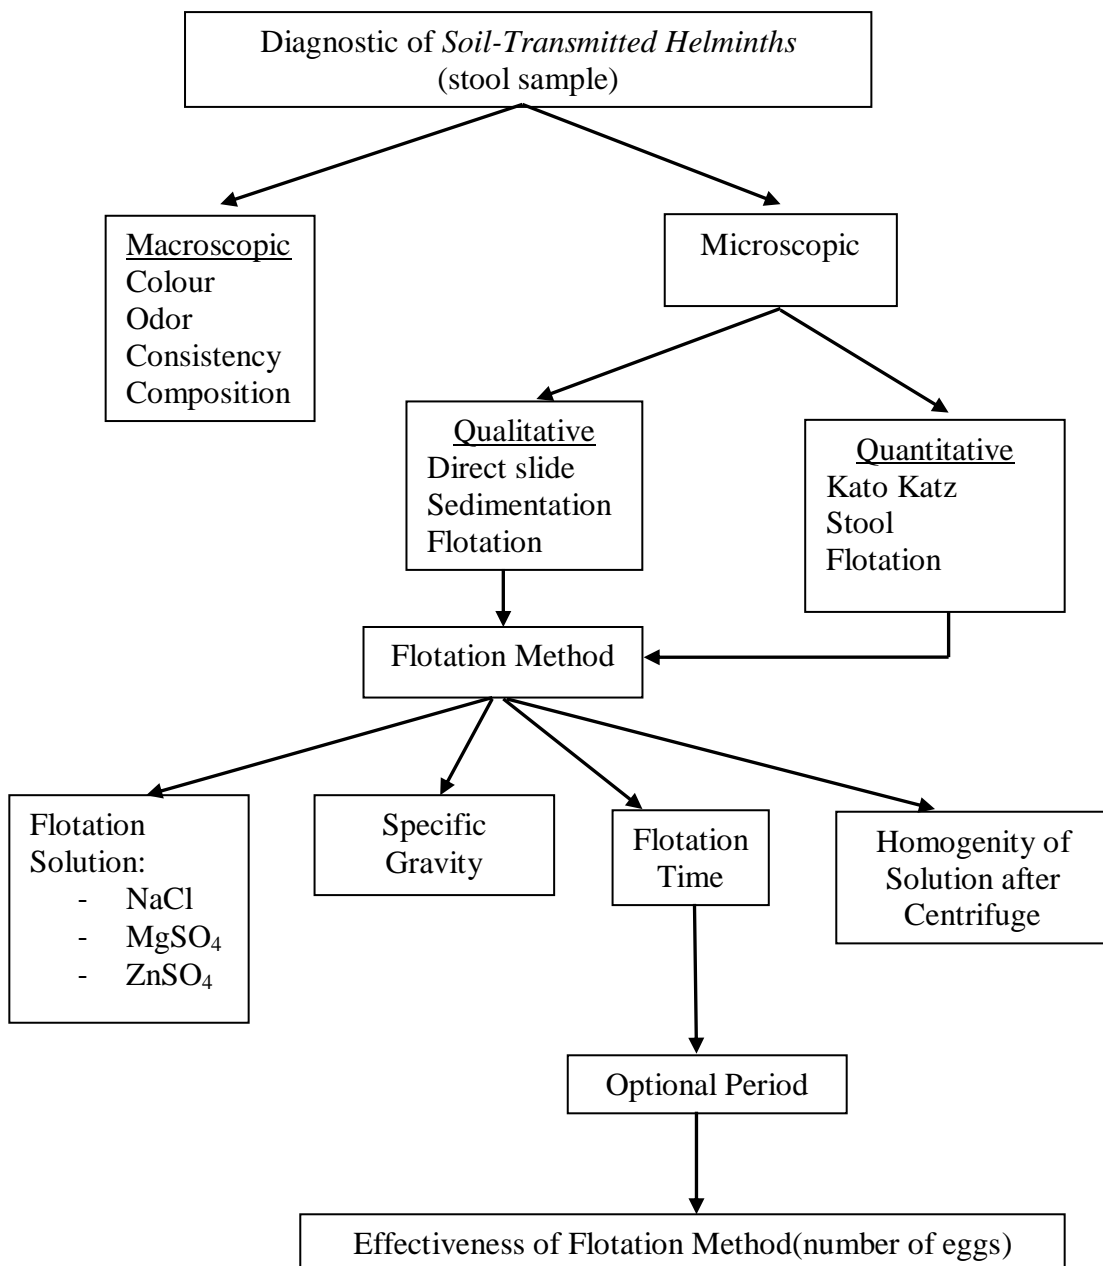 Diagnostic of Soil-Transmitted Helminths
(stool sample)
Macroscopic
Colour
Odor
Consistency
Composition
Microscopic
Qualitative
Direct slide
Sedimentation
Flotation
Quantitative
Kato Katz
Stool
Flotation
Flotation Method
Flotation
Solution:
- NaCl
- MgSO₄
- ZnSO₄
Specific
Gravity
Flotation
Time
Homogenity of
Solution after
Centrifuge
Optional Period
Effectiveness of Flotation Method(number of eggs)